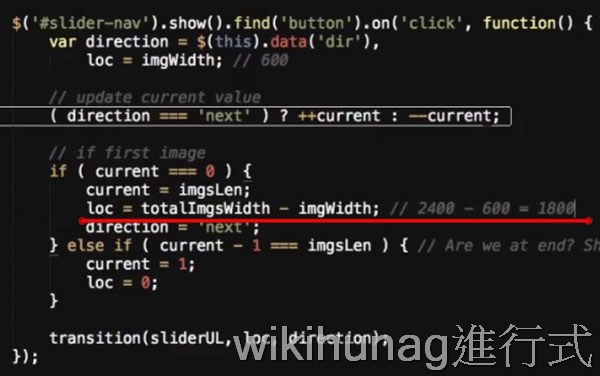 $('#slider-nav').show().find('button').on('click', function() {
var direction = $(this).data('dir'),
loc = imgWidth; // 600
// update current value
( direction === 'next' ) ? ++current : --current;
// if first image
if ( current === 0 ) {
current = imgsLen;
loc = totalImgsWidth - imgWidth; // 2400 - 600 = 1800
direction = 'next';
} else if ( current - 1 === imgsLen ) { // Are we at end? Sh
current = 1;
loc = 0;
}
transition(sliderUL, loc, direction);
});
wikihunag進行式